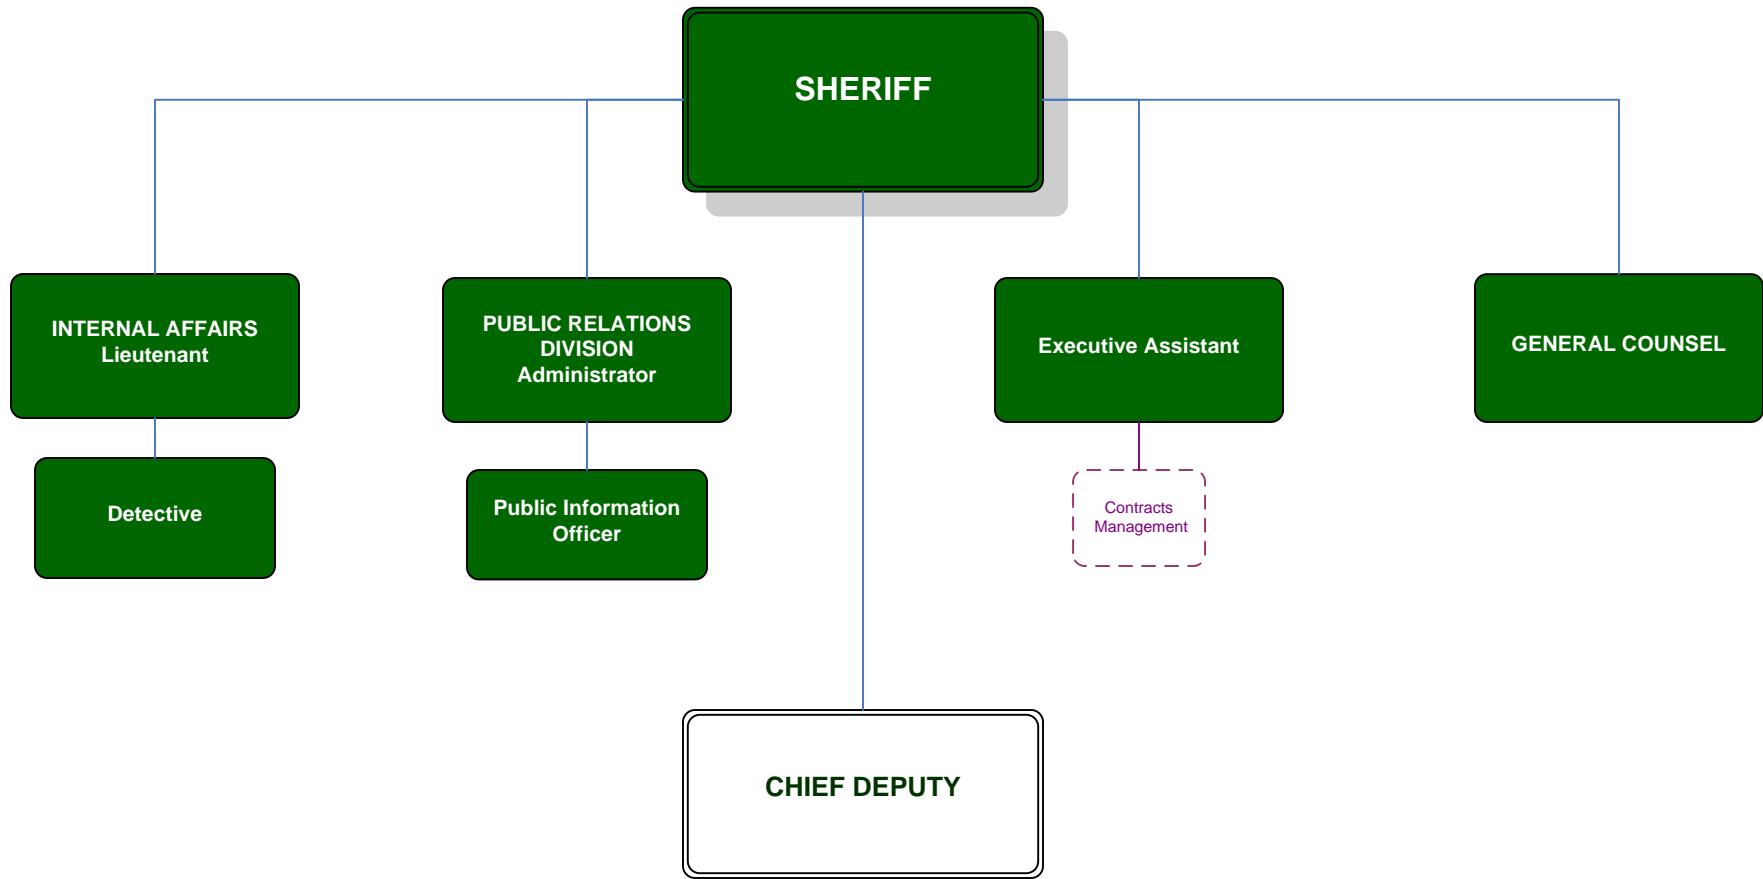 SHERIFF
INTERNAL AFFAIRS
Lieutenant
PUBLIC RELATIONS
DIVISION
Administrator
Executive Assistant
GENERAL COUNSEL
Detective
Public Information
Officer
Contracts
Management
CHIEF DEPUTY